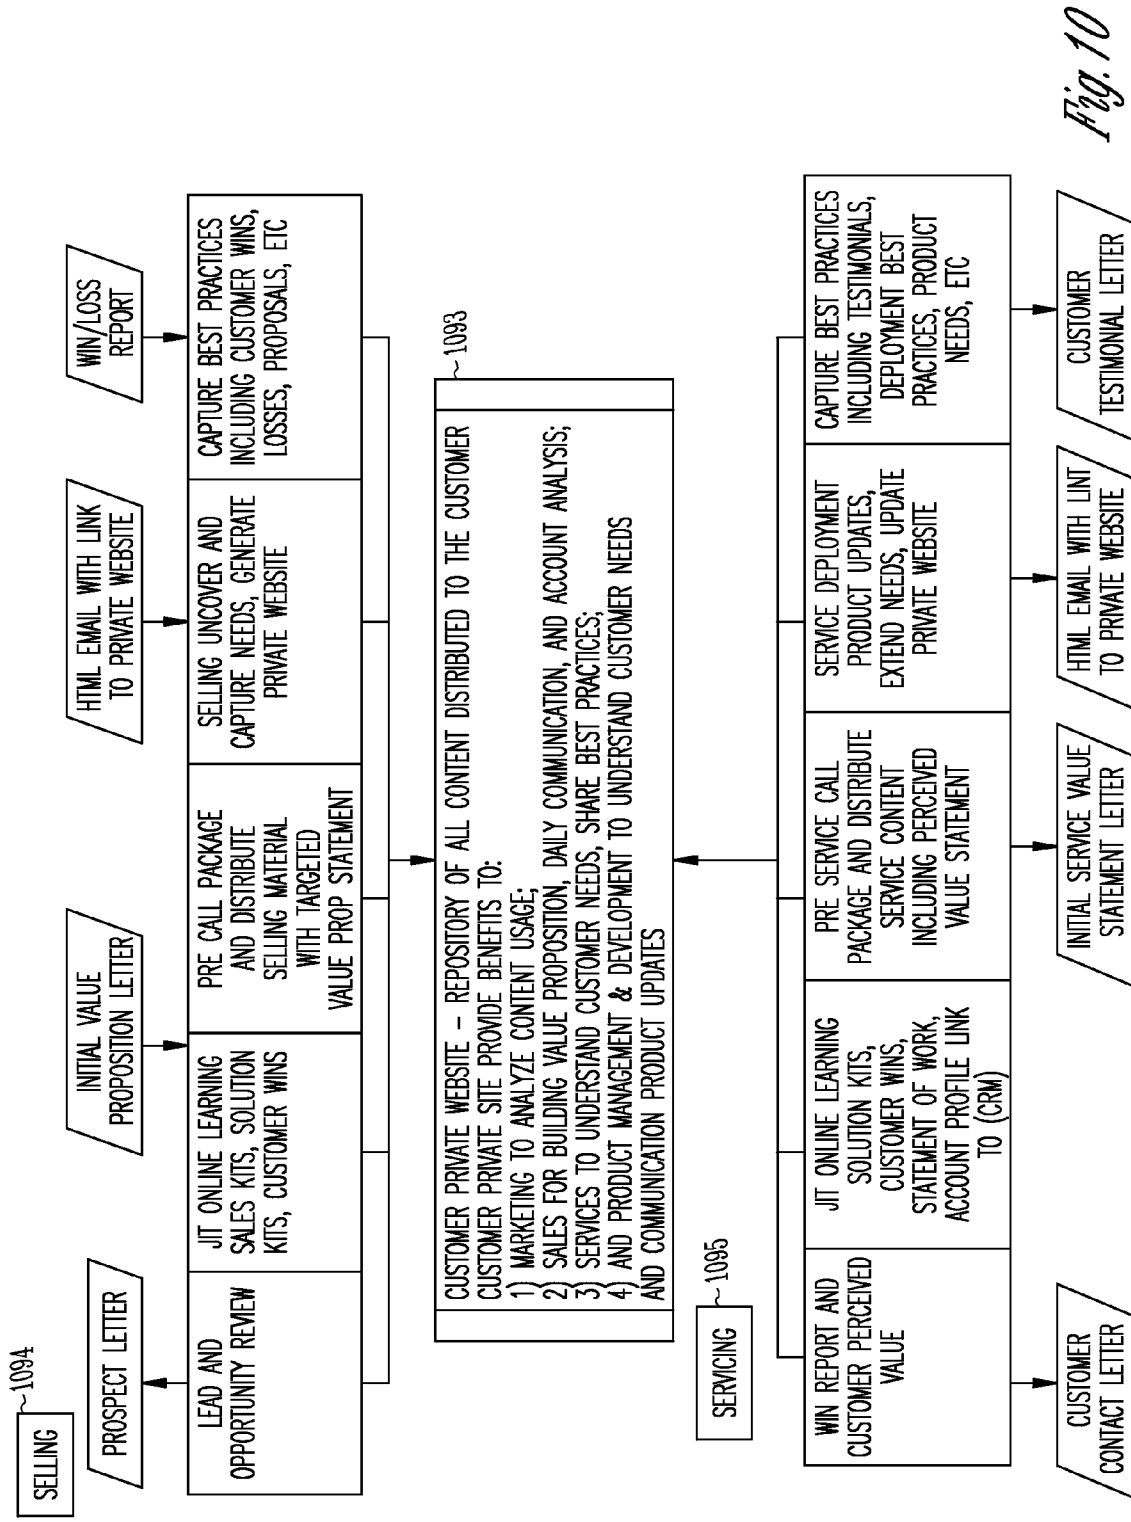 SELLING
1094
PROSPECT LETTER
INITIAL VALUE
PROPOSITION LETTER
HTML EMAIL WITH LINK
TO PRIVATE WEBSITE
WIN/LOSS
REPORT
LEAD AND
OPPORTUNITY REVIEW
JIT ONLINE LEARNING
SALES KITS, SOLUTION
KITS, CUSTOMER WINS
PRE CALL PACKAGE
AND DISTRIBUTE
SELLING MATERIAL
WITH TARGETED
VALUE PROP STATEMENT
SELLING UNCOVER AND
CAPTURE NEEDS, GENERATE
PRIVATE WEBSITE
CAPTURE BEST PRACTICES
INCLUDING CUSTOMER WINS,
LOSSES, PROPOSALS, ETC
1093
CUSTOMER PRIVATE WEBSITE – REPOSITORY OF ALL CONTENT DISTRIBUTED TO THE CUSTOMER
CUSTOMER PRIVATE SITE PROVIDE BENEFITS TO:
1) MARKETING TO ANALYZE CONTENT USAGE;
2) SALES FOR BUILDING VALUE PROPOSITION, DAILY COMMUNICATION, AND ACCOUNT ANALYSIS;
3) SERVICES TO UNDERSTAND CUSTOMER NEEDS, SHARE BEST PRACTICES;
4) AND PRODUCT MANAGEMENT & DEVELOPMENT TO UNDERSTAND CUSTOMER NEEDS
AND COMMUNICATION PRODUCT UPDATES
SERVICING
1095
WIN REPORT AND
CUSTOMER PERCEIVED
VALUE
JIT ONLINE LEARNING
SOLUTION KITS,
CUSTOMER WINS,
STATEMENT OF WORK,
ACCOUNT PROFILE LINK
TO (CRM)
PRE SERVICE CALL
PACKAGE AND DISTRIBUTE
SERVICE CONTENT
INCLUDING PERCEIVED
VALUE STATEMENT
SERVICE DEPLOYMENT
PRODUCT UPDATES,
EXTEND NEEDS, UPDATE
PRIVATE WEBSITE
CAPTURE BEST PRACTICES
INCLUDING TESTIMONIALS,
DEPLOYMENT BEST
PRACTICES, PRODUCT
NEEDS, ETC
CUSTOMER
CONTACT LETTER
INITIAL SERVICE VALUE
STATEMENT LETTER
HTML EMAIL WITH LINT
TO PRIVATE WEBSITE
CUSTOMER
TESTIMONIAL LETTER
Fig. 10